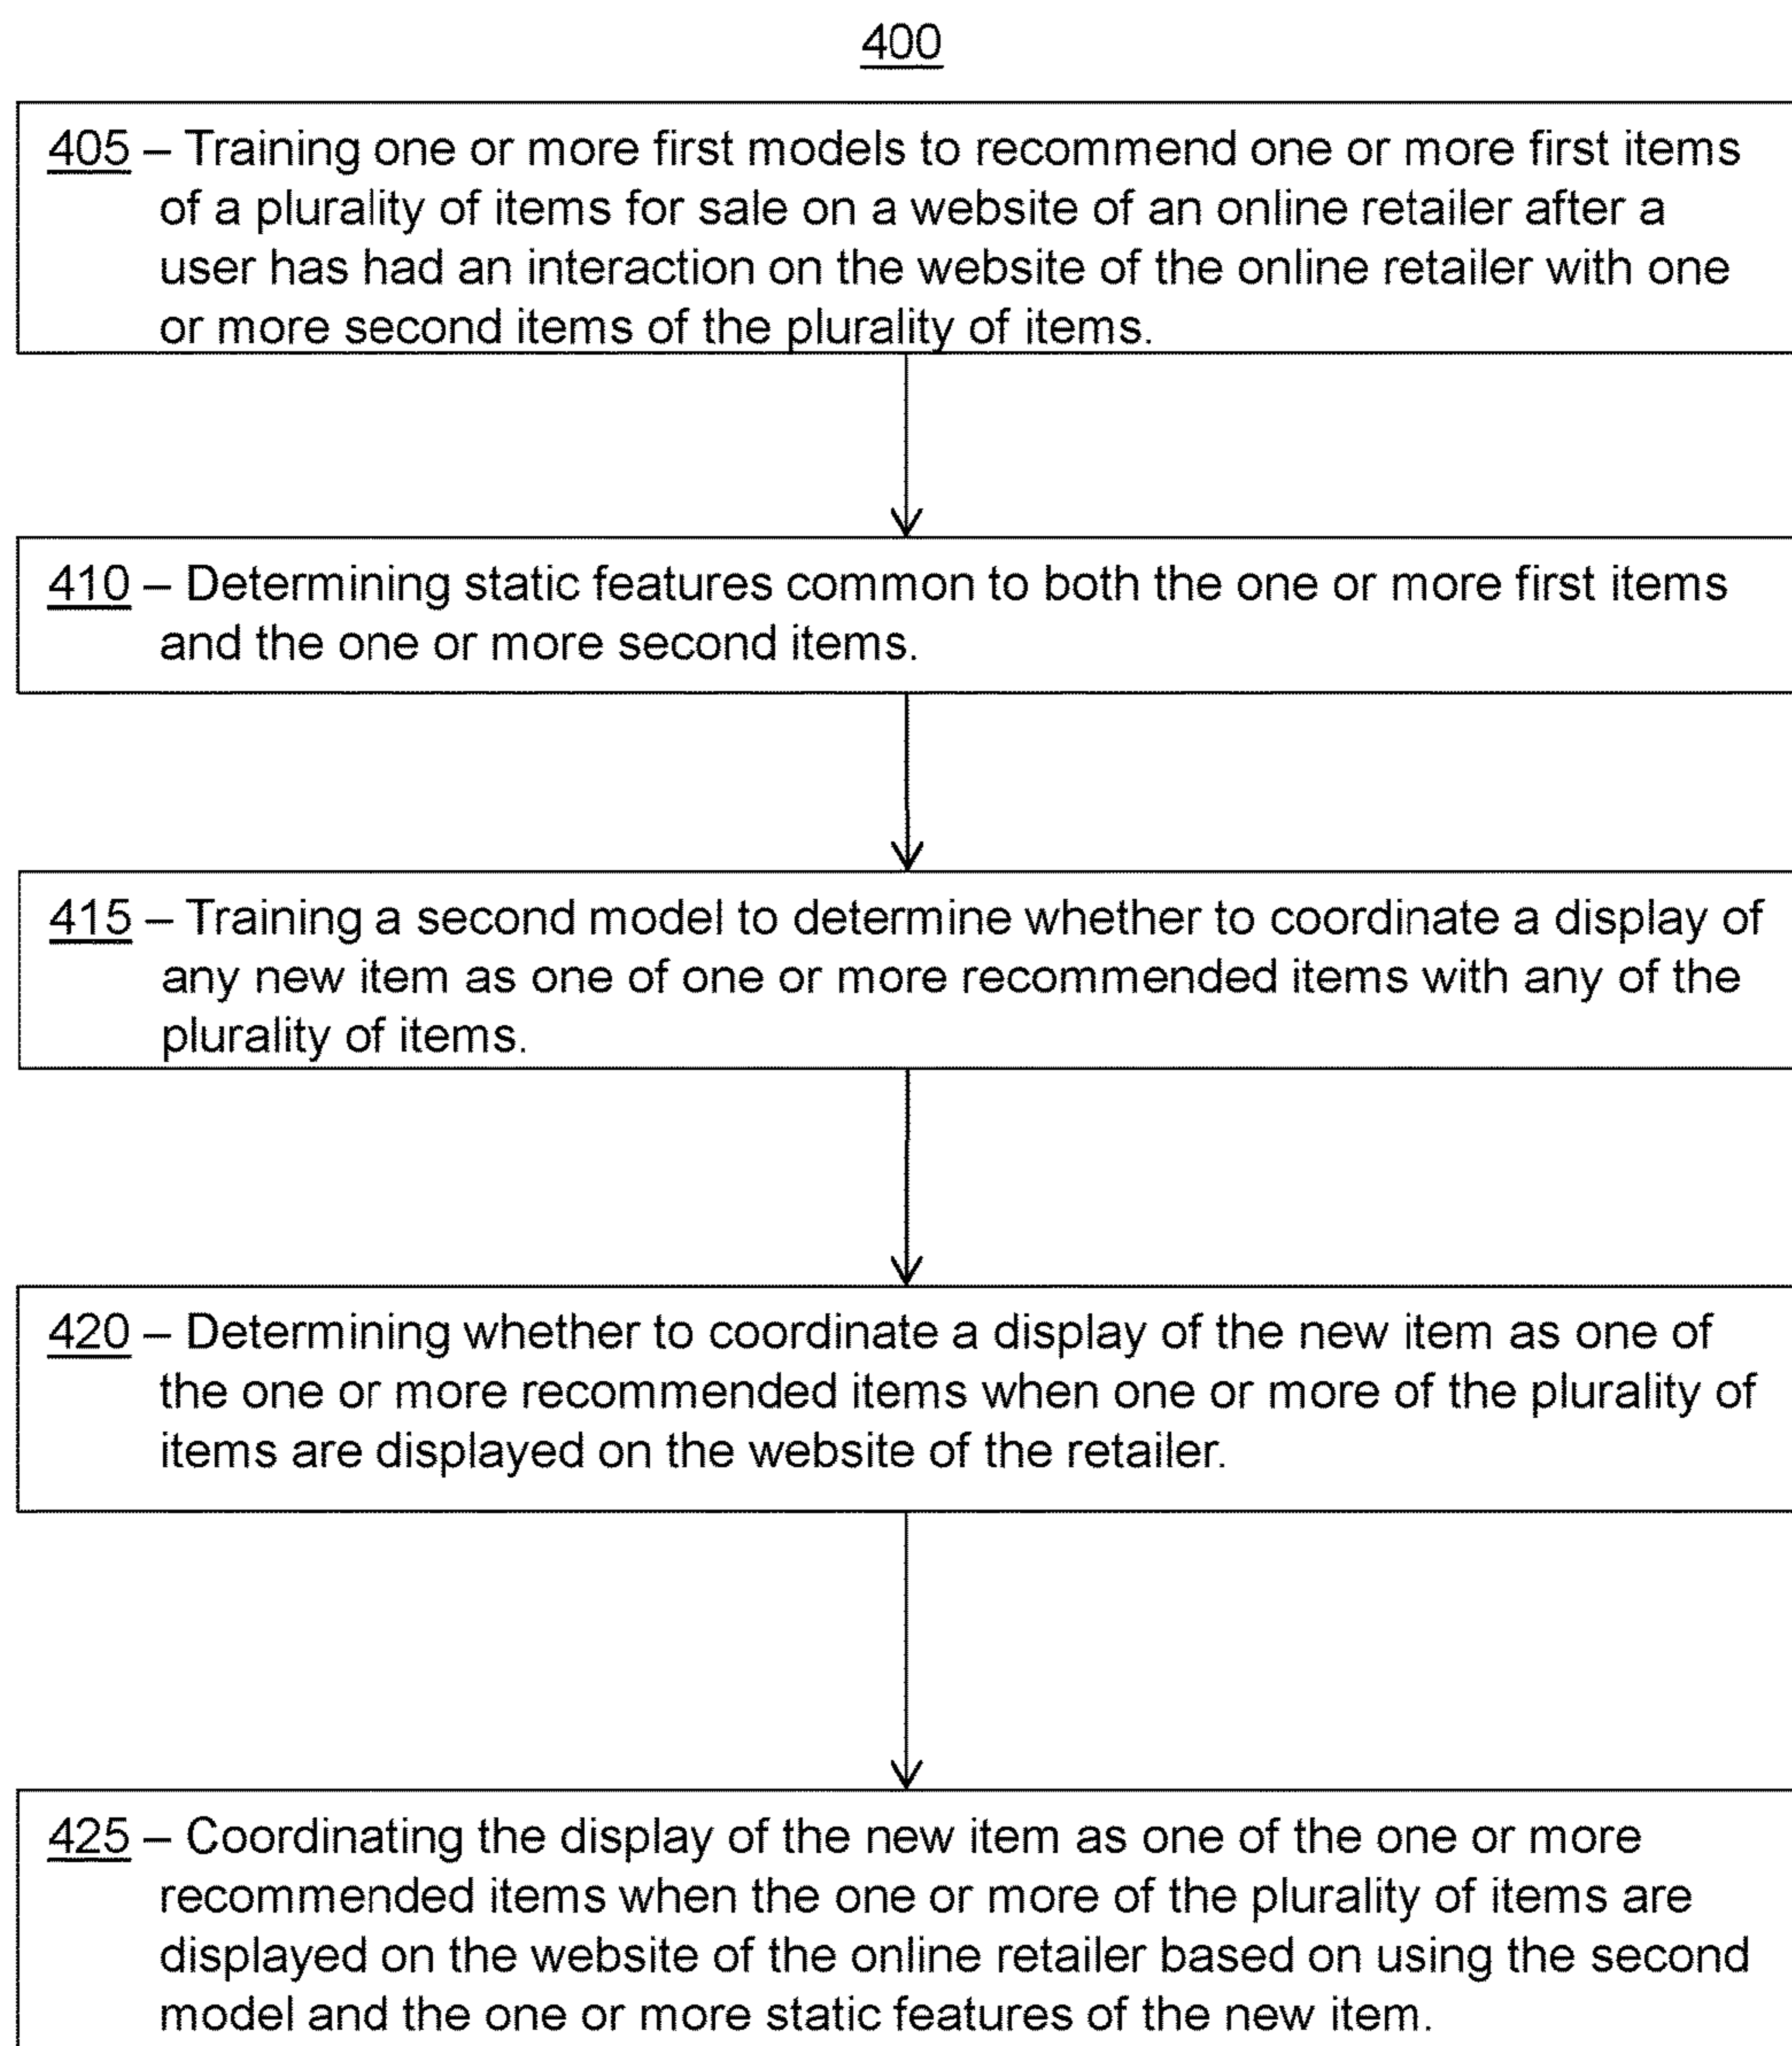 400
405 – Training one or more first models to recommend one or more first items
of a plurality of items for sale on a website of an online retailer after a
user has had an interaction on the website of the online retailer with one
or more second items of the plurality of items.
410 – Determining static features common to both the one or more first items
and the one or more second items.
415 – Training a second model to determine whether to coordinate a display of
any new item as one of one or more recommended items with any of the
plurality of items.
420 – Determining whether to coordinate a display of the new item as one of
the one or more recommended items when one or more of the plurality of
items are displayed on the website of the retailer.
425 – Coordinating the display of the new item as one of the one or more
recommended items when the one or more of the plurality of items are
displayed on the website of the online retailer based on using the second
model and the one or more static features of the new item.